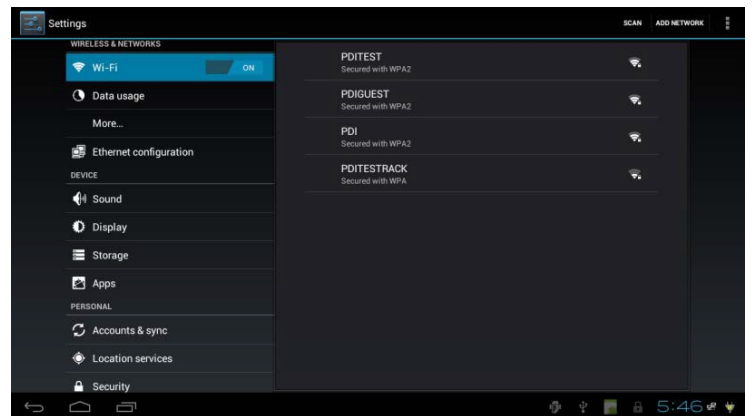 Settings
SCAN
ADD NETWORK
WIRELESS & NETWORKS
Wi-Fi
ON
Data usage
More...
Ethernet configuration
DEVICE
Sound
Display
Storage
Apps
PERSONAL
Accounts & sync
Location services
Security
PDITEST
Secured with WPA2
PDIGUEST
Secured with WPA2
PDI
Secured with WPA2
PDITESTRACK
Secured with WPA
5:46